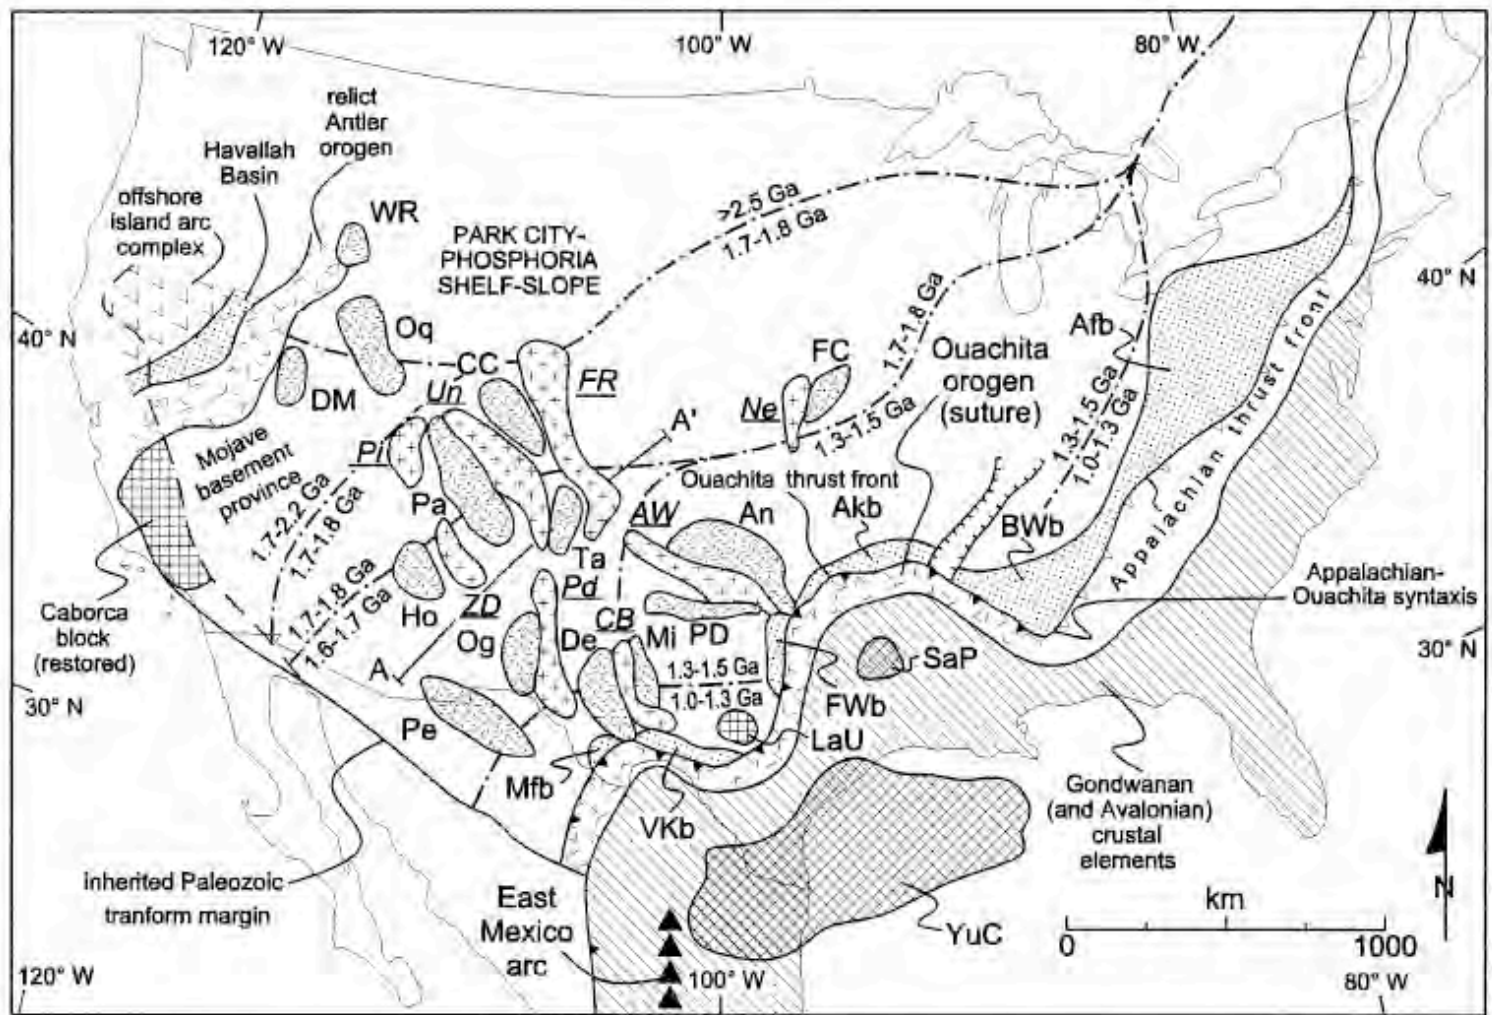 120° W
100° W
80° W
relict
Antler
orogen
Havallah
Basin
offshore
island arc
complex
WR
PARK CITY-
PHOSPHORIA
SHELF-SLOPE
>2.5 Ga
1.7-1.8 Ga
40° N
40° N
Oq
DM
CC
Un
FR
FC
Ne
1.7-1.8 Ga
1.3-1.5 Ga
Ouachita
orogen
(suture)
Afb
Appalachian thrust front
1.3-1.5 Ga
1.0-1.3 Ga
A'
PI
Mojave
basement
province
1.7-2.2 Ga
1.7-1.8 Ga
Pa
Ouachita thrust front
AW
An
Akb
BWb
Ta
Ho
ZD
Pd
CB
Og
De
Mi
PD
1.7-1.8 Ga
1.6-1.7 Ga
Caborca
block
(restored)
Appalachian-
Ouachita syntaxis
30° N
30° N
A
1.3-1.5 Ga
1.0-1.3 Ga
SaP
FWb
LaU
Pe
Mfb
VKb
Gondwanan
(and Avalonian)
crustal
elements
inherited Paleozoic
tranform margin
East
Mexico
arc
YuC
km
0
1000
N
120° W
100° W
80° W